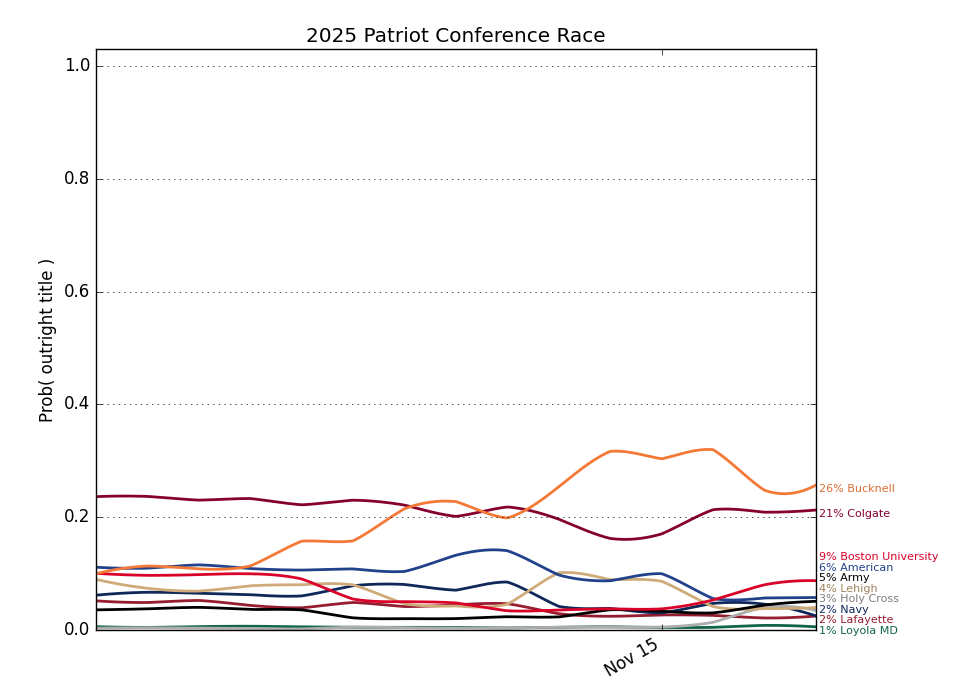 2025 Patriot Conference Race
1.0
0.8
0.6
0.4
0.2
0.0
Prob( outright title )
Nov 15
26% Bucknell
21% Colgate
9% Boston University
6% American
5% Army
4% Lehigh
3% Holy Cross
2% Navy
2% Lafayette
1% Loyola MD